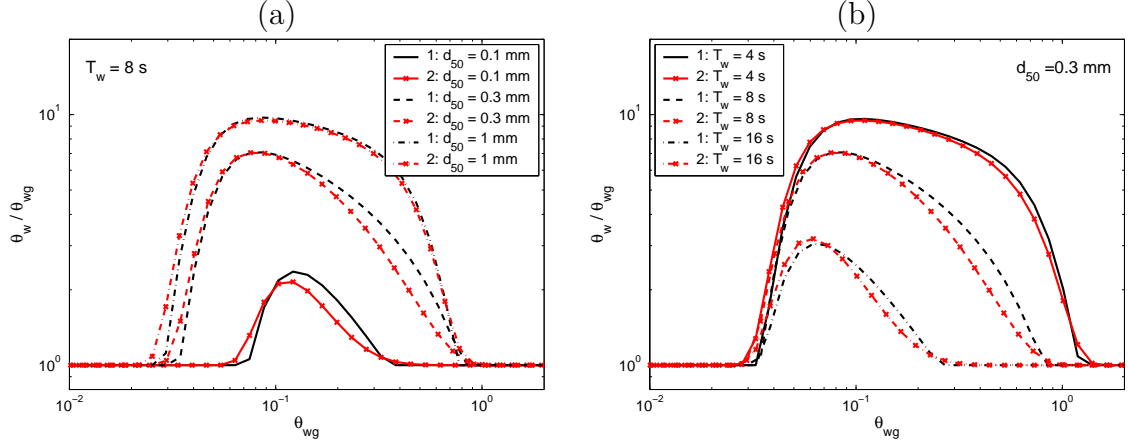 (a)
(b)
T_w = 8 s
1: d_50 = 0.1 mm
2: d_50 = 0.1 mm
1: d_50 = 0.3 mm
2: d_50 = 0.3 mm
1: d_50 = 1 mm
2: d_50 = 1 mm
10^1
10^0
θ_w / θ_wg
10^-2
10^-1
10^0
θ_wg
1: T_w = 4 s
2: T_w = 4 s
1: T_w = 8 s
2: T_w = 8 s
1: T_w = 16 s
2: T_w = 16 s
d_50 =0.3 mm
10^1
10^0
θ_w / θ_wg
10^-2
10^-1
10^0
θ_wg